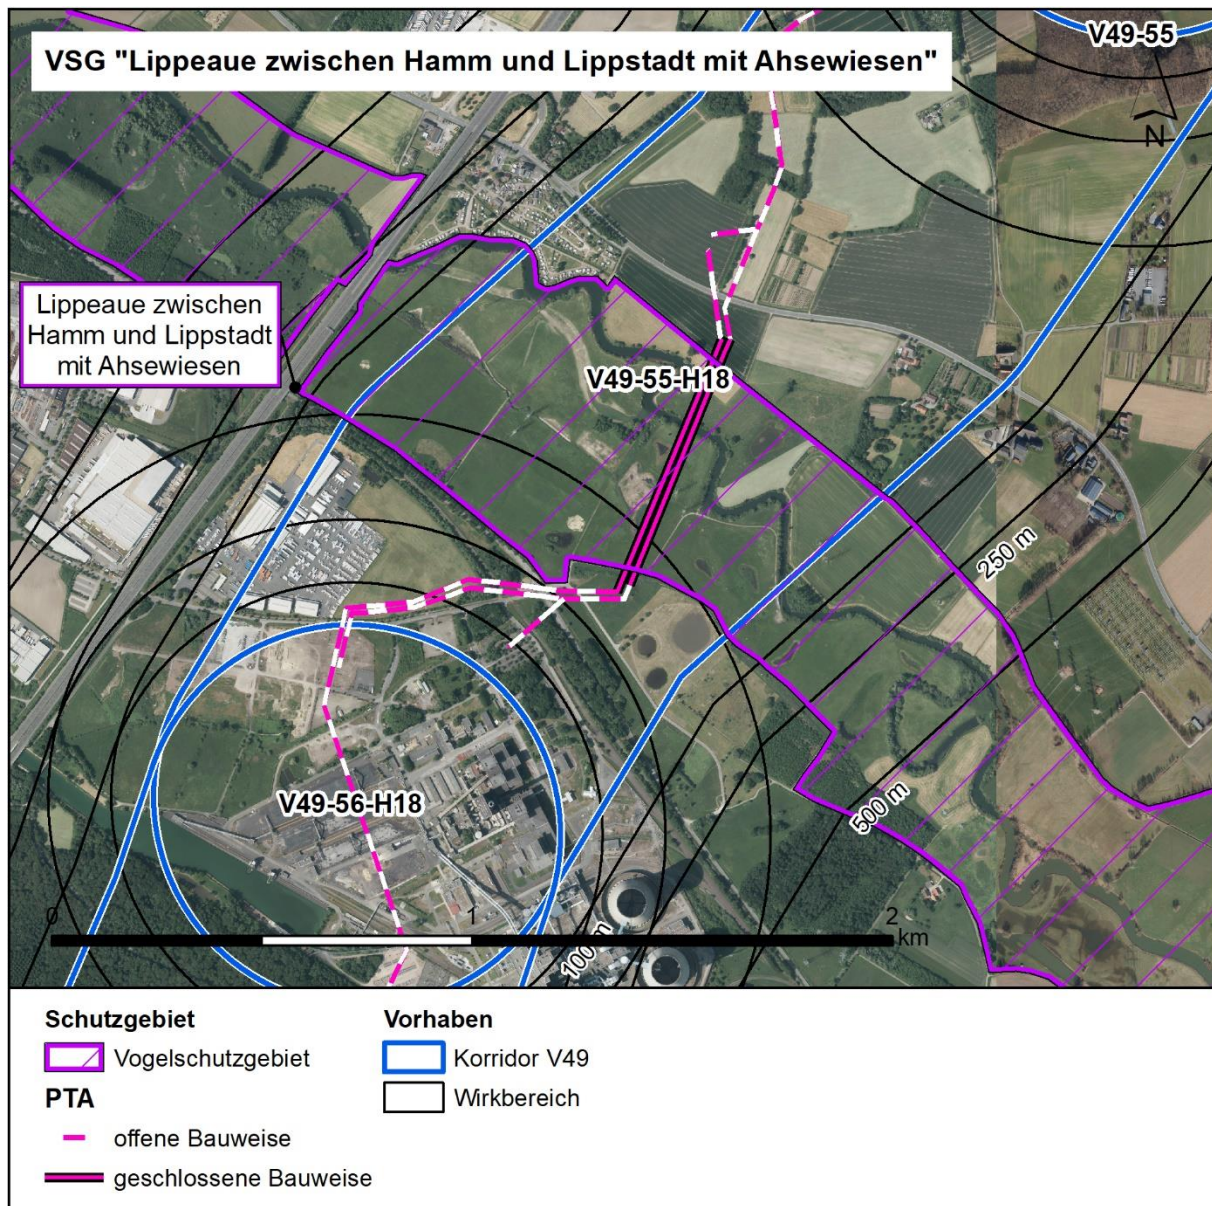 VSG "Lippeaue zwischen Hamm und Lippstadt mit Ahsewiesen"
V49-55
N
Lippeaue zwischen
Hamm und Lippstadt
mit Ahsewiesen
V49-55-H18
250 m
500 m
V49-56-H18
100 m
0
1
2
km
Schutzgebiet
Vogelschutzgebiet
PTA
offene Bauweise
geschlossene Bauweise
Vorhaben
Korridor V49
Wirkbereich